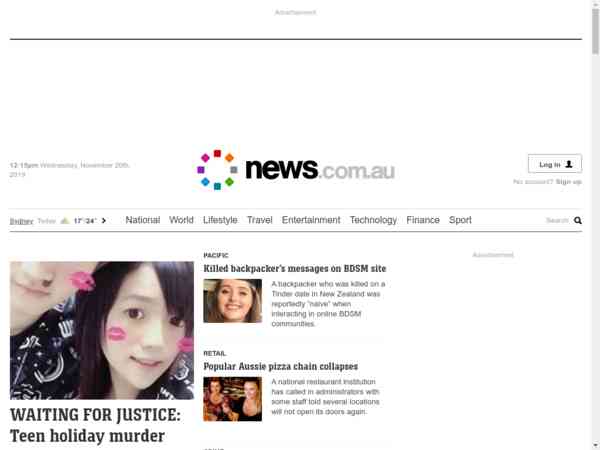 Advertisement
12:15pm Wednesday, November 20th,
2019
news.com.au
Log in
No account? Sign up
Sydney Today 17°/24° National World Lifestyle Travel Entertainment Technology Finance Sport Search
PACIFIC
Killed backpacker's messages on BDSM site
A backpacker who was killed on a
Tinder date in New Zealand was
reportedly "naive" when
interacting in online BDSM
communities.
Advertisement
RETAIL
Popular Aussie pizza chain collapses
A national restaurant institution
has called in administrators with
some staff told several locations
will not open its doors again.
WAITING FOR JUSTICE:
Teen holiday murder